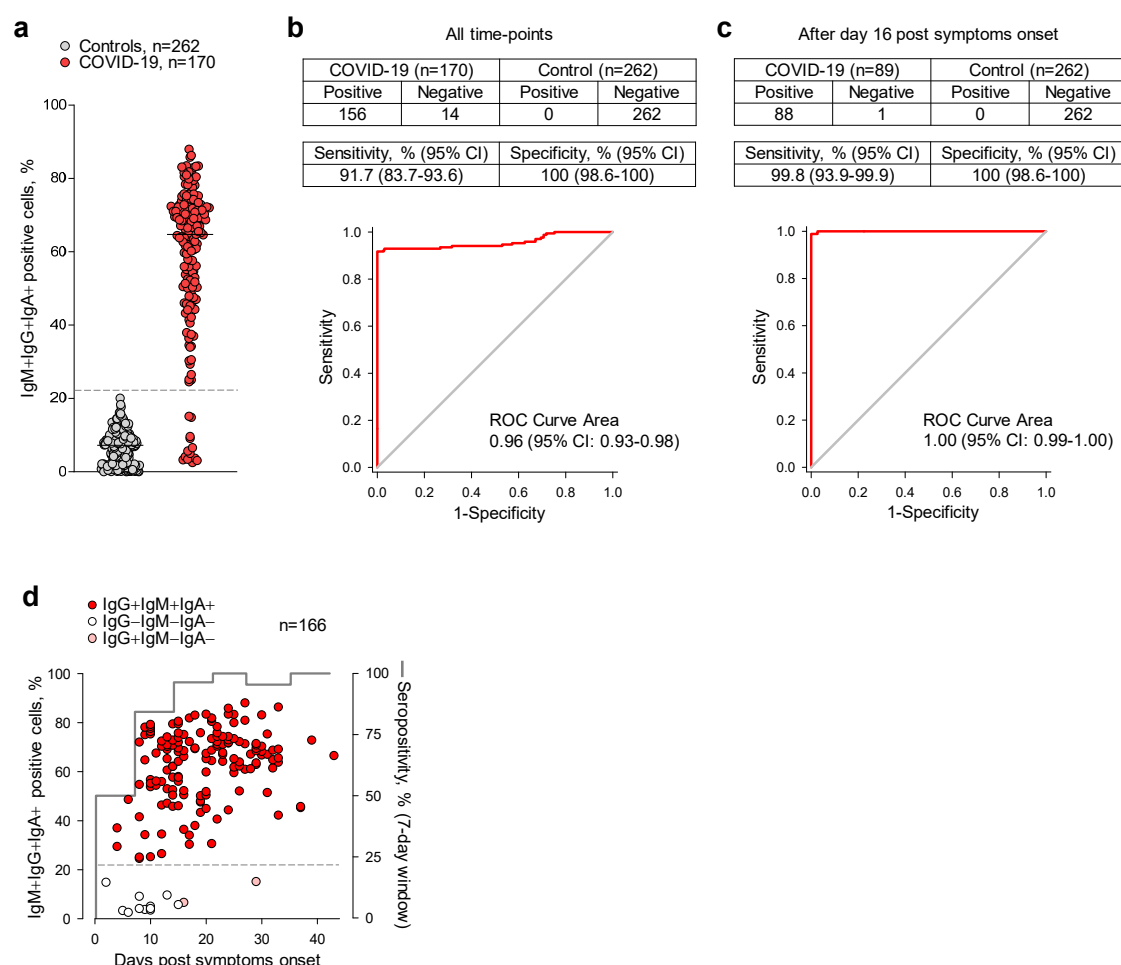 a
Controls, n=262
COVID-19, n=170
IgM+IgG+IgA+ positive cells, %
100
80
60
40
20
0
b
All time-points
COVID-19 (n=170) Control (n=262)
Positive Negative Positive Negative
156 14 0 262
Sensitivity, % (95% CI) Specificity, % (95% CI)
91.7 (83.7-93.6) 100 (98.6-100)
Sensitivity
1.0
0.8
0.6
0.4
0.2
0.0
ROC Curve Area
0.96 (95% CI: 0.93-0.98)
0.0 0.2 0.4 0.6 0.8 1.0
1-Specificity
c
After day 16 post symptoms onset
COVID-19 (n=89) Control (n=262)
Positive Negative Positive Negative
88 1 0 262
Sensitivity, % (95% CI) Specificity, % (95% CI)
99.8 (93.9-99.9) 100 (98.6-100)
Sensitivity
1.0
0.8
0.6
0.4
0.2
0.0
ROC Curve Area
1.00 (95% CI: 0.99-1.00)
0.0 0.2 0.4 0.6 0.8 1.0
1-Specificity
d
IgG+IgM+IgA+
IgG−IgM−IgA−
IgG+IgM−IgA−
n=166
IgM+IgG+IgA+ positive cells, %
100
80
60
40
20
0
100
75
50
25
0
Seropositivity, % (7-day window)
0 10 20 30 40
Days post symptoms onset